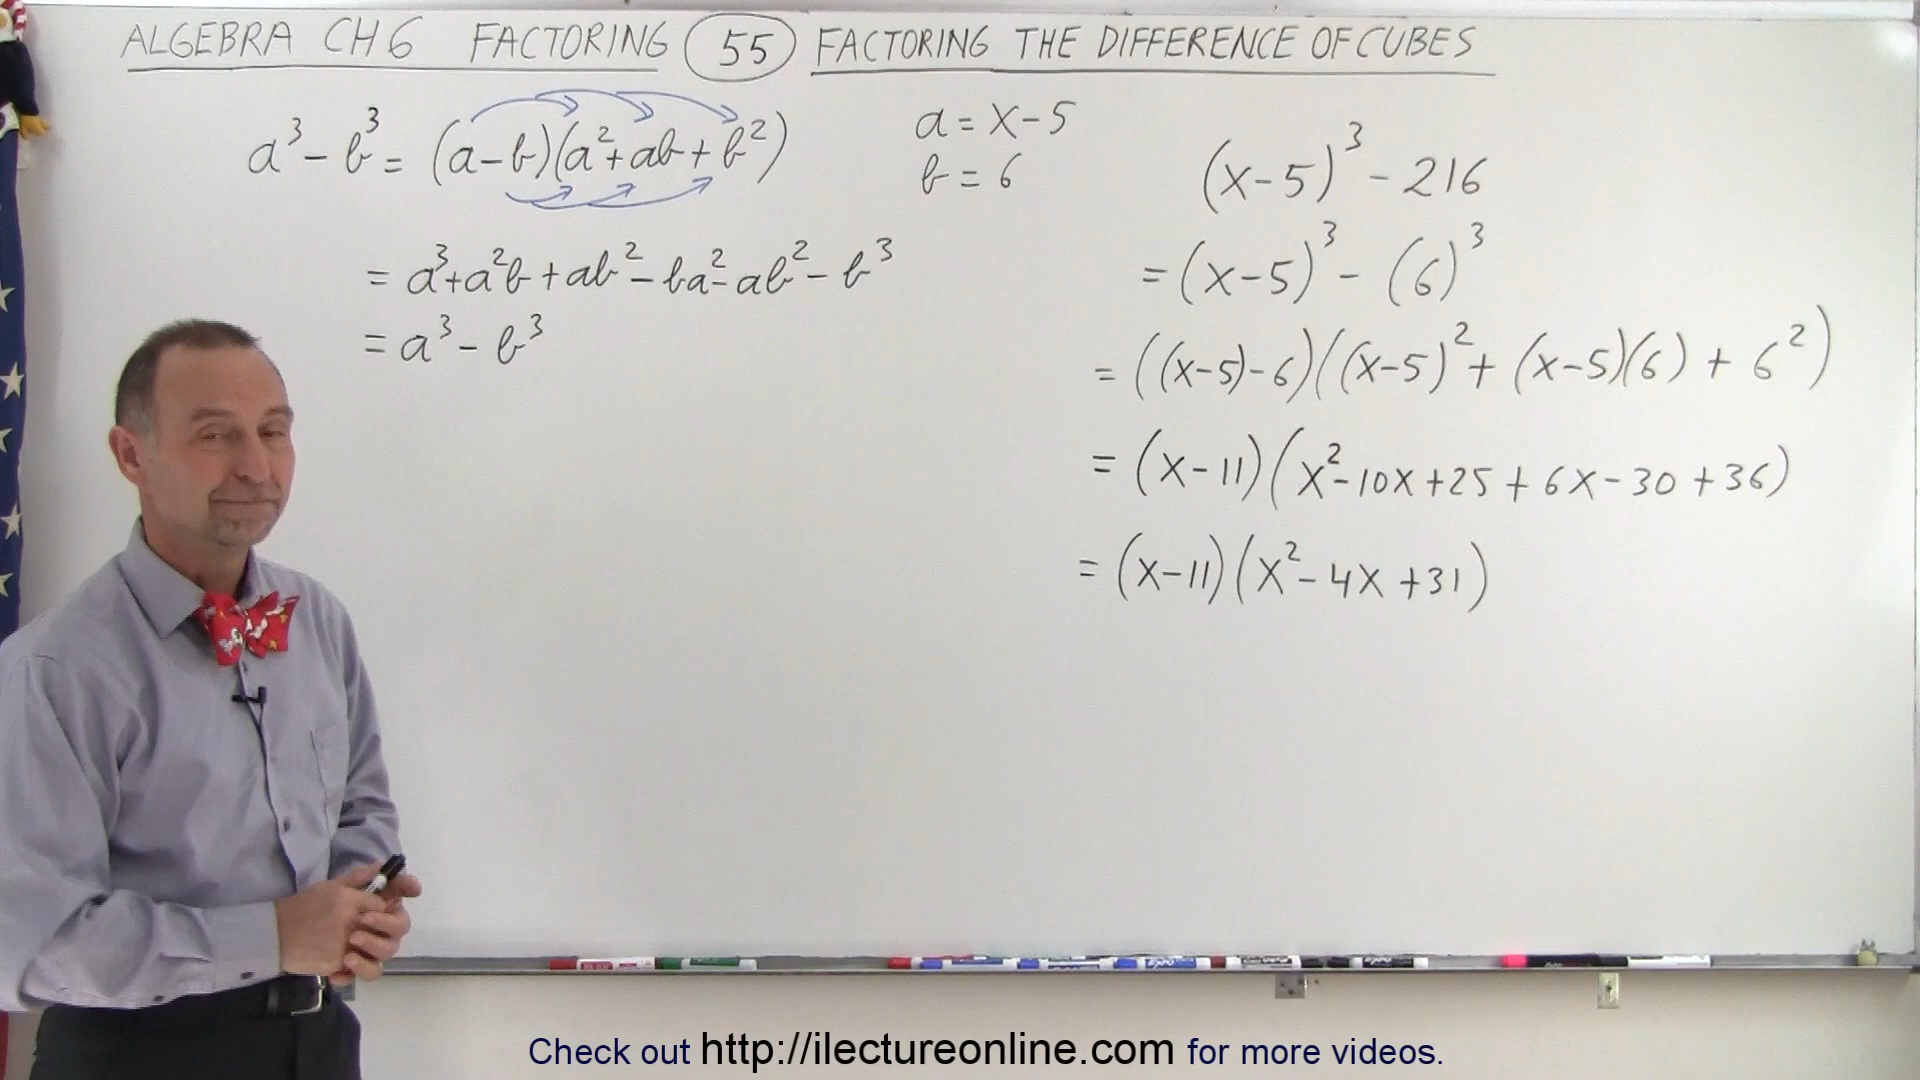 ALGEBRA CH 6 FACTORING 55 FACTORING THE DIFFERENCE OF CUBES
a³ - b³ = (a-b)(a²+ab+b²)
= a³+a²b+ab²-ba²-ab²-b³
= a³ - b³
a = x-5
b = 6
(x-5)³ - 216
= (x-5)³ - (6)³
= ((x-5)-6)((x-5)² + (x-5)(6) + 6²)
= (x-11)(x²-10x+25+6x-30+36)
= (x-11)(x²-4x+31)
Check out http://ilectureonline.com for more videos.